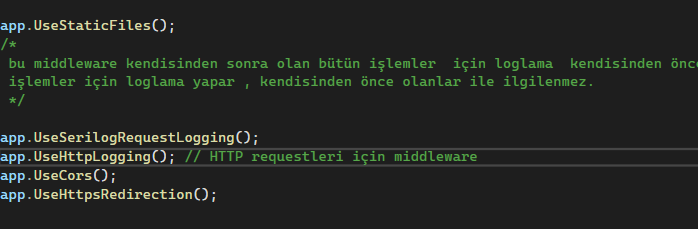 app.UseStaticFiles();
/*
bu middleware kendisinden sonra olan bütün işlemler  için loglama  kendisinden önce
işlemler için loglama yapar , kendisinden önce olanlar ile ilgilenmez.
*/
app.UseSerilogRequestLogging();
app.UseHttpLogging(); // HTTP requestleri için middleware
app.UseCors();
app.UseHttpsRedirection();